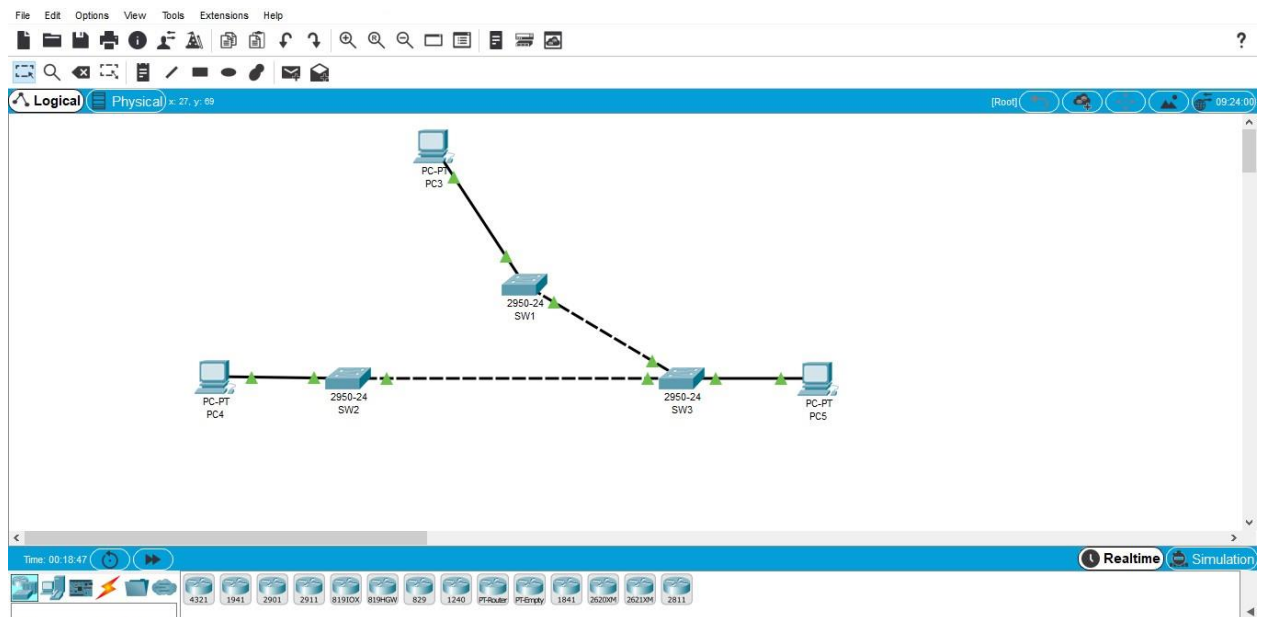 File Edit Options View Tools Extensions Help
?
Logical Physical x: 27, y: 69 [Root] 09:24:00
PC-PT
PC3
2950-24
SW1
PC-PT
PC4
2950-24
SW2
2950-24
SW3
PC-PT
PC5
Time: 00:18:47 Realtime Simulation
4321 1941 2901 2911 819IOX 819HGW 829 1240 PT-Router PT-Empty 1841 2620XM 2621XM 2811